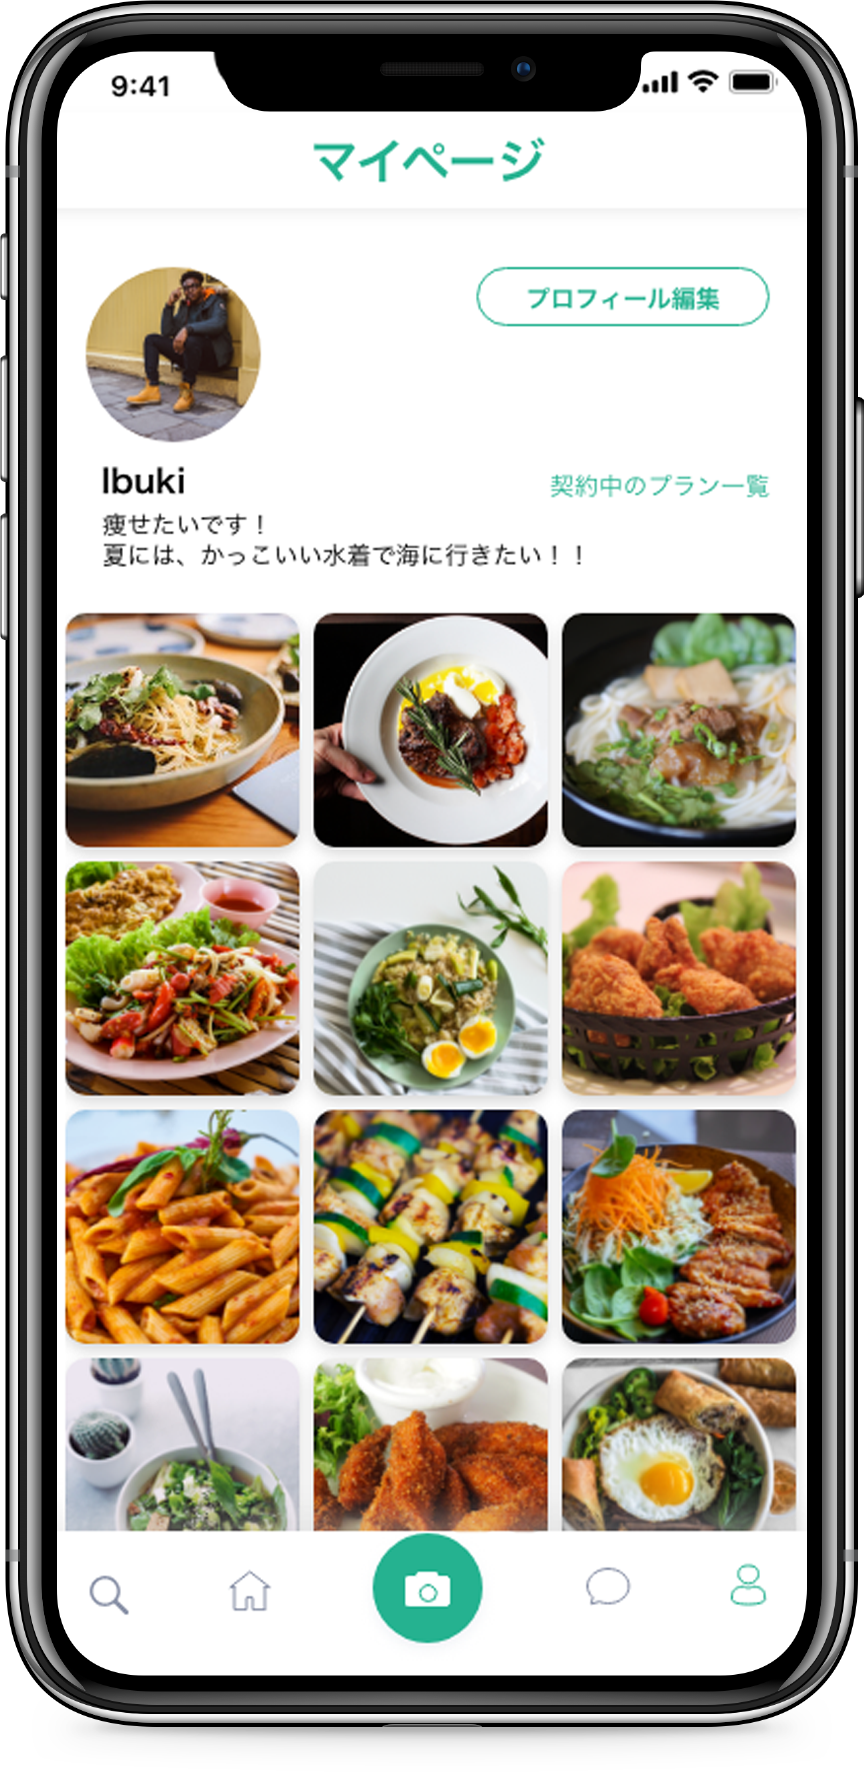 9:41
マイページ
プロフィール編集
Ibuki
契約中のプラン一覧
痩せたいです！
夏には、かっこいい水着で海に行きたい！！